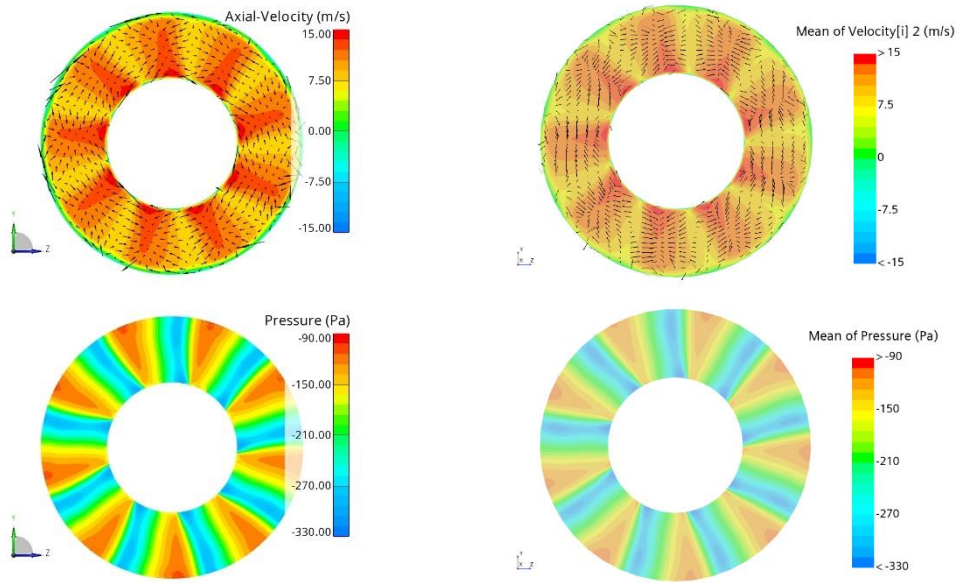 Axial-Velocity (m/s)
15.00
7.50
0.00
-7.50
-15.00
Y
Z
Mean of Velocity[i] 2 (m/s)
> 15
7.5
0
-7.5
< -15
Y
X Z
Pressure (Pa)
-90.00
-150.00
-210.00
-270.00
-330.00
Y
Z
Mean of Pressure (Pa)
> -90
-150
-210
-270
< -330
Y
X Z